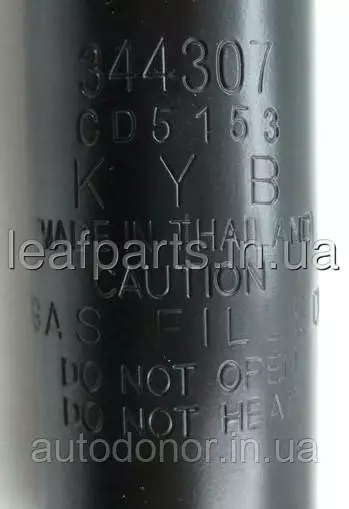 344307
CD5153
KYB
MADE IN THAILAND
leafparts.in.ua
CAUTION
GAS FILLED
DO NOT OPEN
DO NOT HEAT
autodonor.in.ua